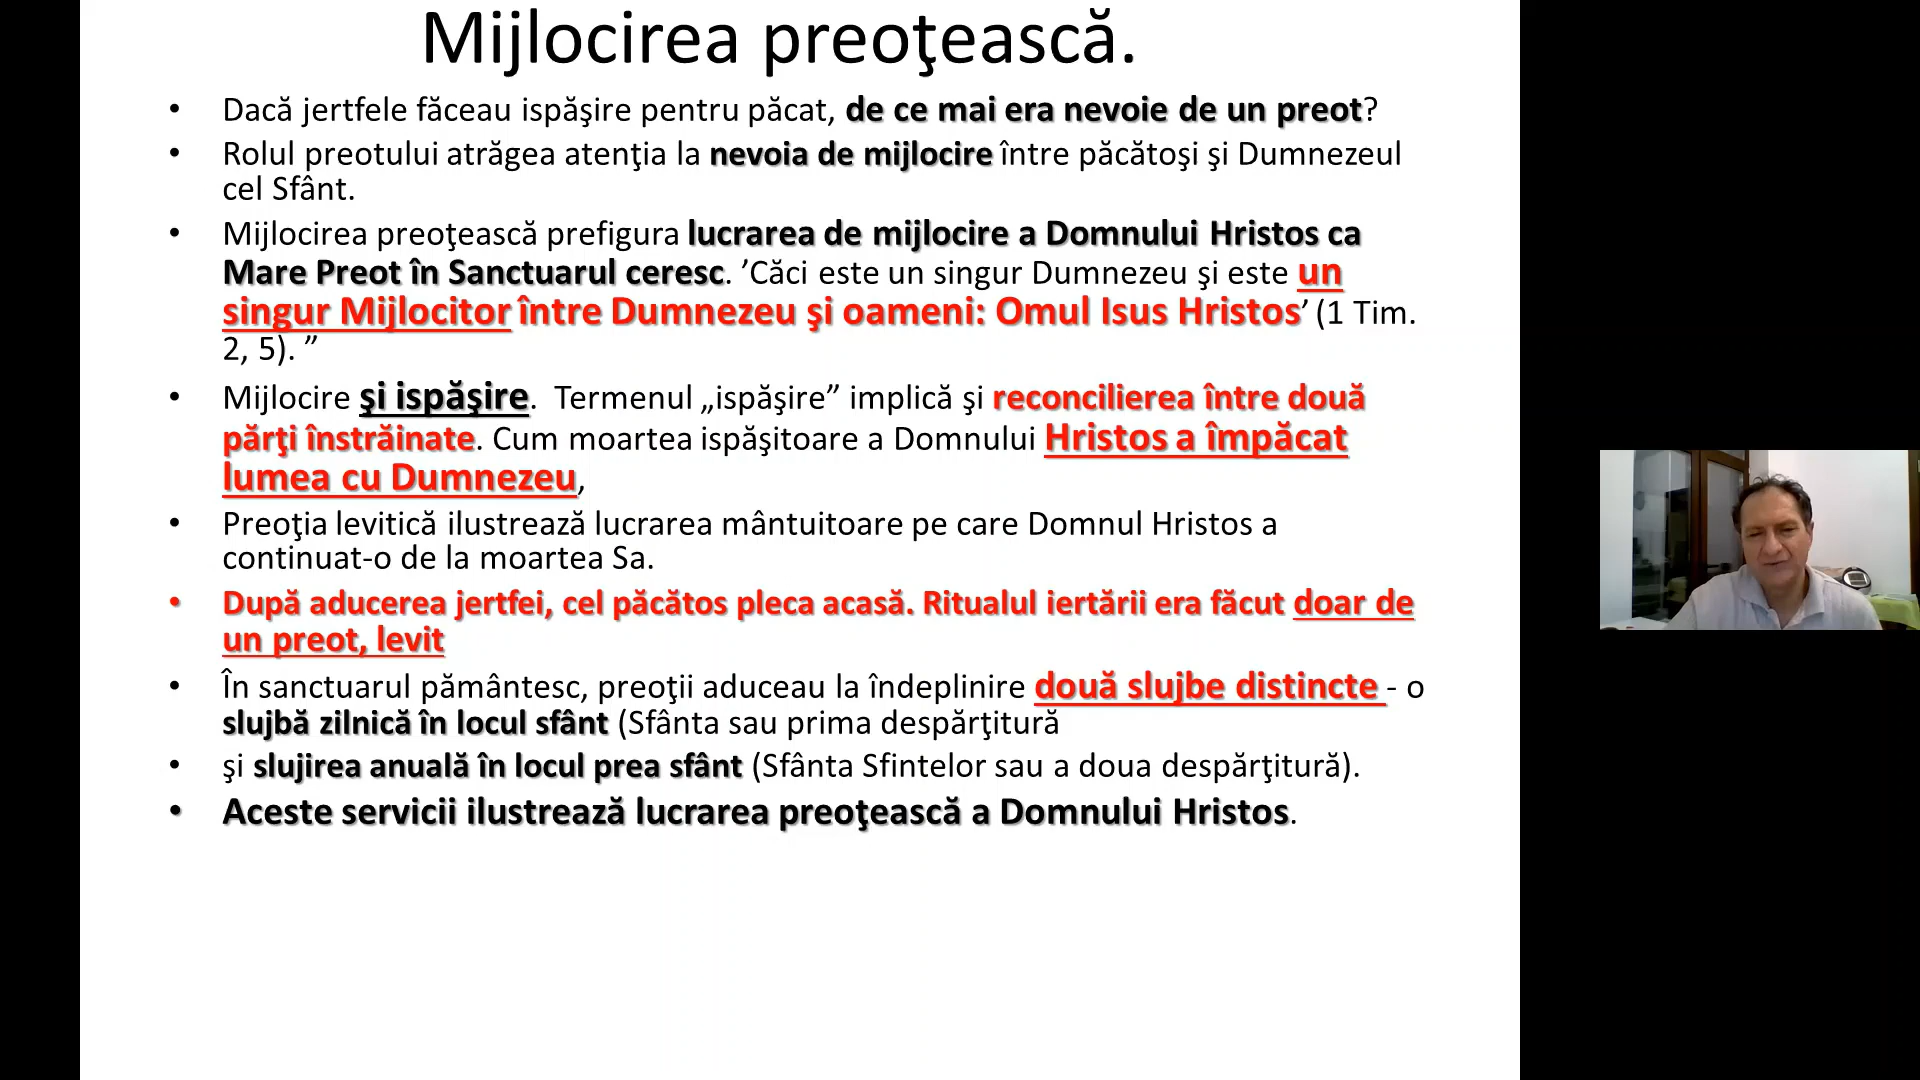 Mijlocirea preoţească.
• Dacă jertfele făceau ispăşire pentru păcat, de ce mai era nevoie de un preot?
• Rolul preotului atrăgea atenţia la nevoia de mijlocire între păcătoşi şi Dumnezeul
cel Sfânt.
• Mijlocirea preoţească prefigura lucrarea de mijlocire a Domnului Hristos ca
Mare Preot în Sanctuarul ceresc. ’Căci este un singur Dumnezeu şi este un
singur Mijlocitor între Dumnezeu şi oameni: Omul Isus Hristos’ (1 Tim.
2, 5). ”
• Mijlocire şi ispăşire. Termenul „ispăşire” implică şi reconcilierea între două
părţi înstrăinate. Cum moartea ispăşitoare a Domnului Hristos a împăcat
lumea cu Dumnezeu,
• Preoţia levitică ilustrează lucrarea mântuitoare pe care Domnul Hristos a
continuat-o de la moartea Sa.
• După aducerea jertfei, cel păcătos pleca acasă. Ritualul iertării era făcut doar de
un preot, levit
• În sanctuarul pământesc, preoţii aduceau la îndeplinire două slujbe distincte - o
slujbă zilnică în locul sfânt (Sfânta sau prima despărţitură
• şi slujirea anuală în locul prea sfânt (Sfânta Sfintelor sau a doua despărţitură).
• Aceste servicii ilustrează lucrarea preoţească a Domnului Hristos.